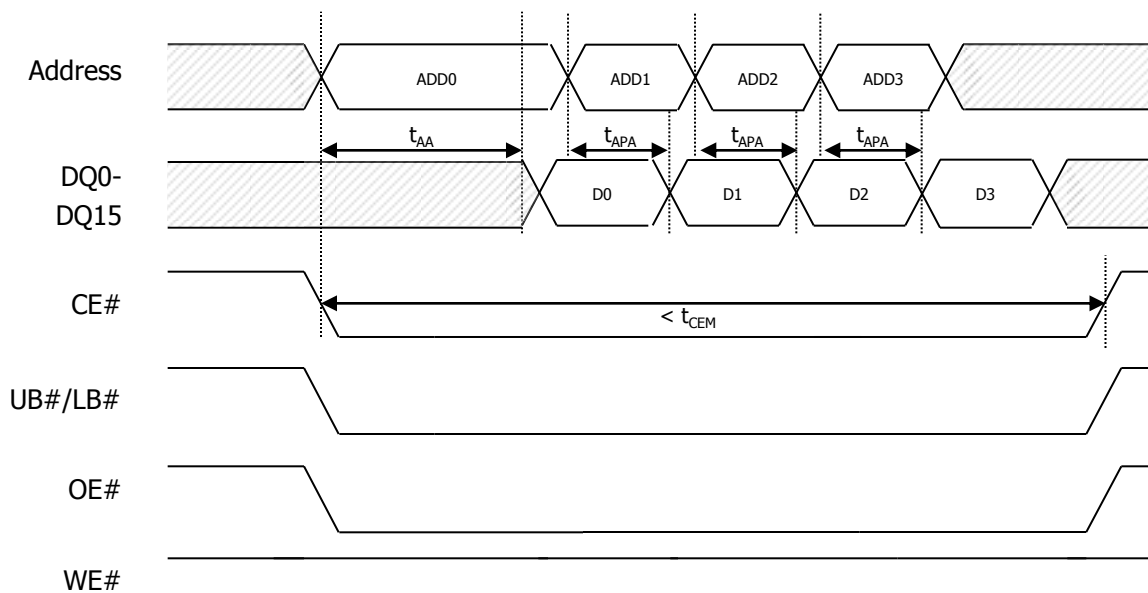 Address
ADD0
ADD1
ADD2
ADD3
tAA
tAPA
tAPA
tAPA
DQ0-
DQ15
D0
D1
D2
D3
CE#
< tCEM
UB#/LB#
OE#
WE#